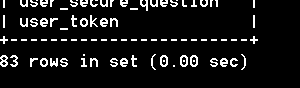 | user_secure_question |
| user_token |
+-----------------------+
83 rows in set (0.00 sec)